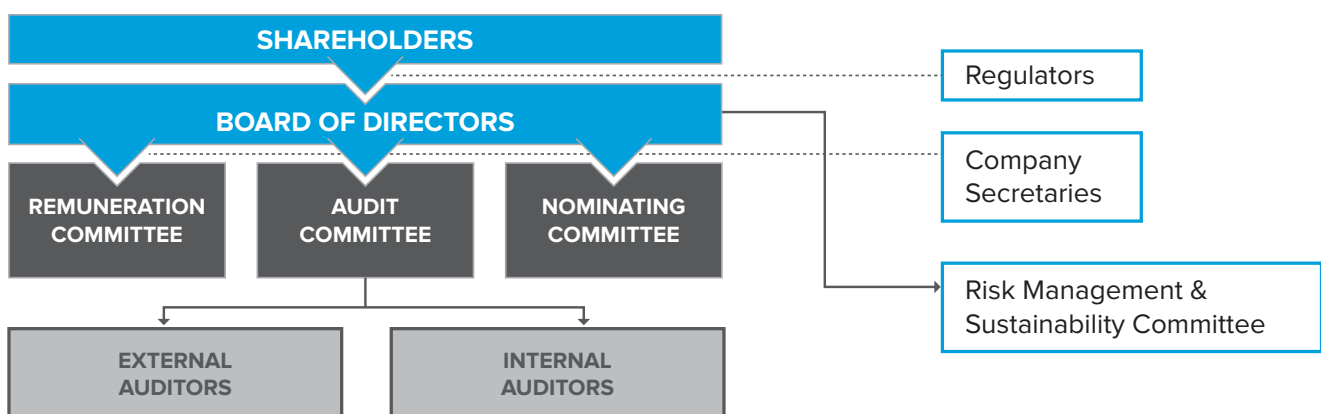 SHAREHOLDERS
Regulators
BOARD OF DIRECTORS
Company
Secretaries
REMUNERATION
COMMITTEE
AUDIT
COMMITTEE
NOMINATING
COMMITTEE
Risk Management &
Sustainability Committee
EXTERNAL
AUDITORS
INTERNAL
AUDITORS